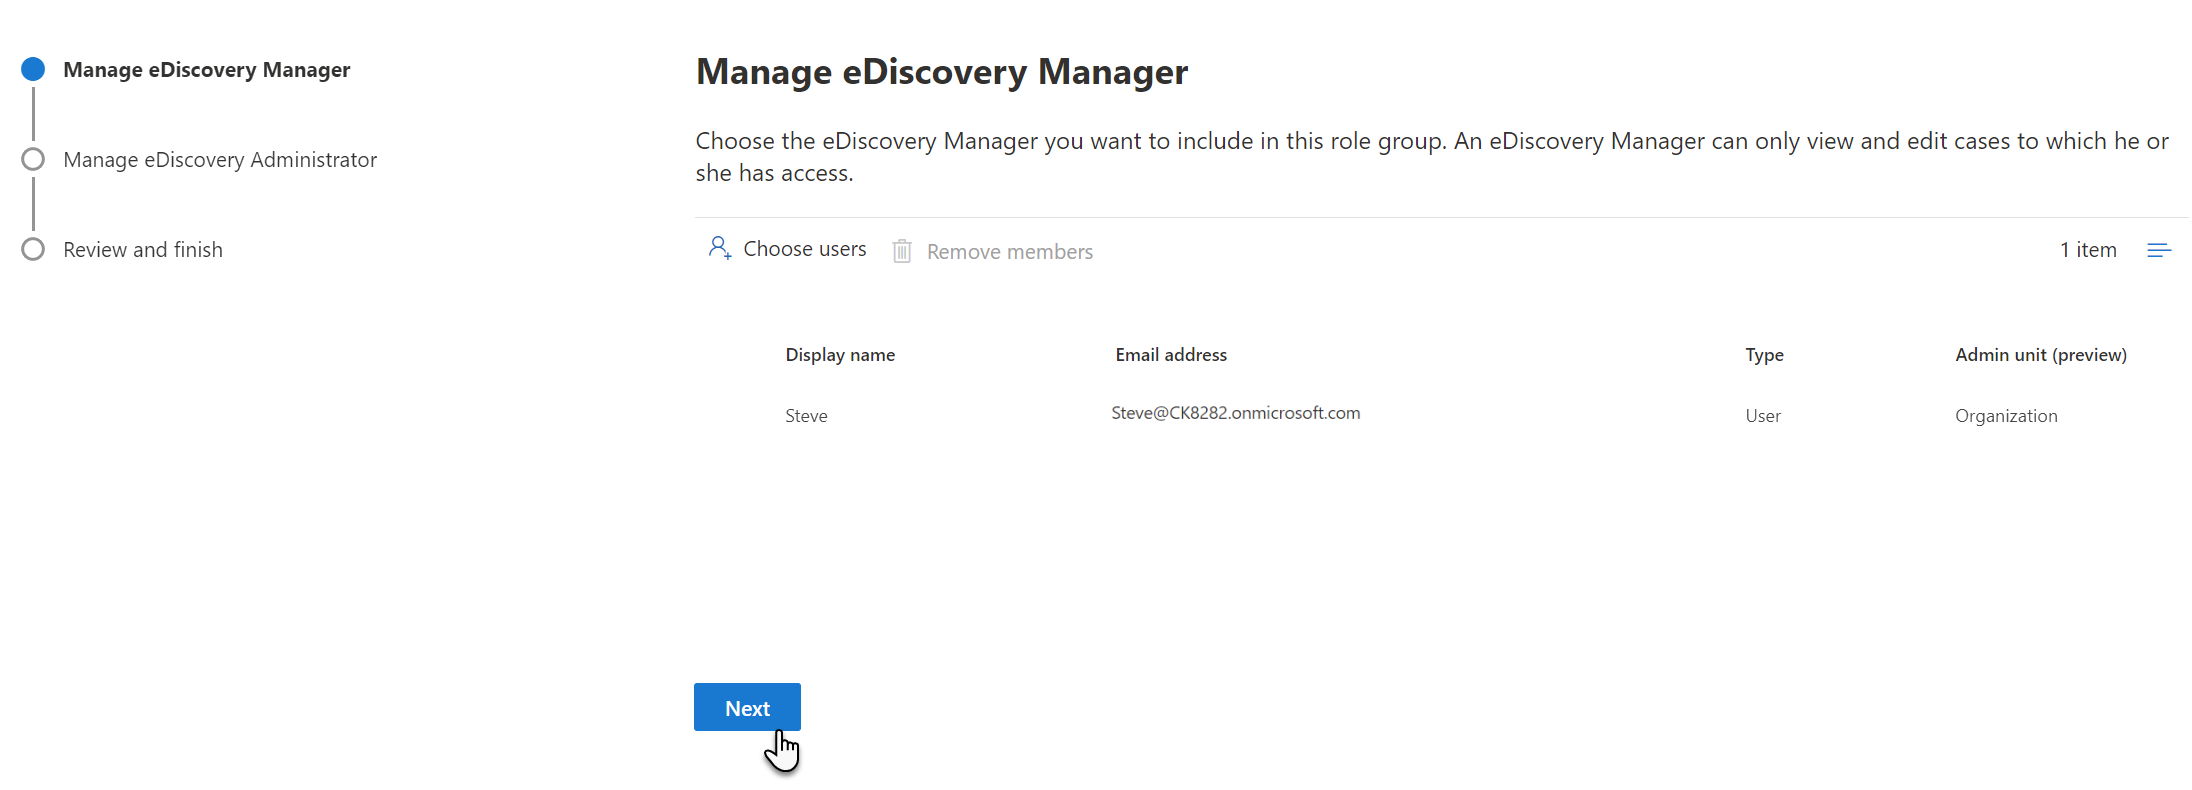 Manage eDiscovery Manager
Manage eDiscovery Administrator
Review and finish
Manage eDiscovery Manager
Choose the eDiscovery Manager you want to include in this role group. An eDiscovery Manager can only view and edit cases to which he or
she has access.
Choose users Remove members 1 item
Display name Email address Type Admin unit (preview)
Steve Steve@CK8282.onmicrosoft.com User Organization
Next